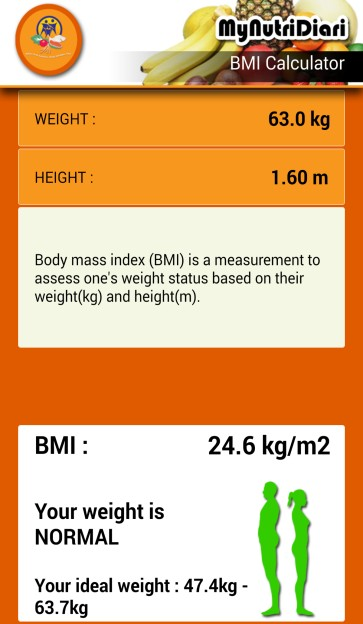 MyNutriDiari
BMI Calculator
WEIGHT :
63.0 kg
HEIGHT :
1.60 m
Body mass index (BMI) is a measurement to
assess one's weight status based on their
weight(kg) and height(m).
BMI :
24.6 kg/m2
Your weight is
NORMAL
Your ideal weight : 47.4kg -
63.7kg